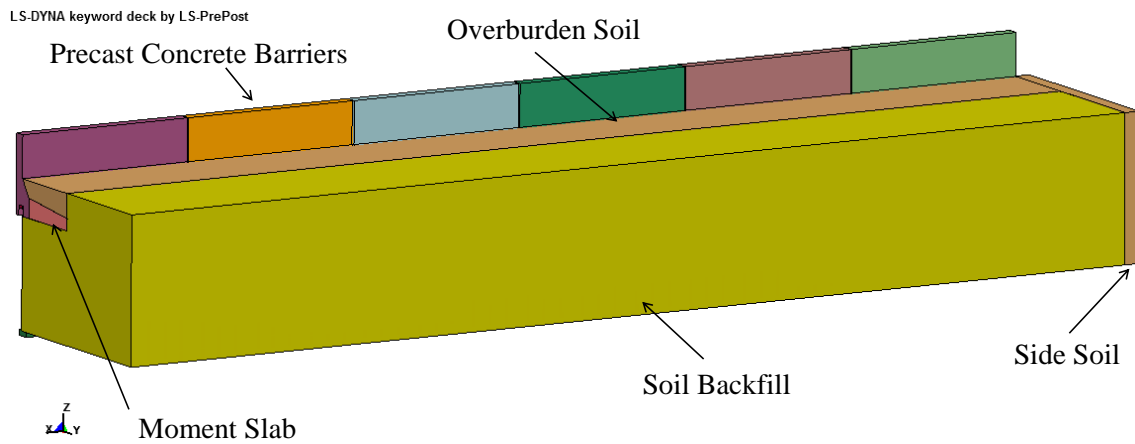 LS-DYNA keyword deck by LS-PrePost
Overburden Soil
Precast Concrete Barriers
Side Soil
Soil Backfill
Moment Slab
Z
X
Y